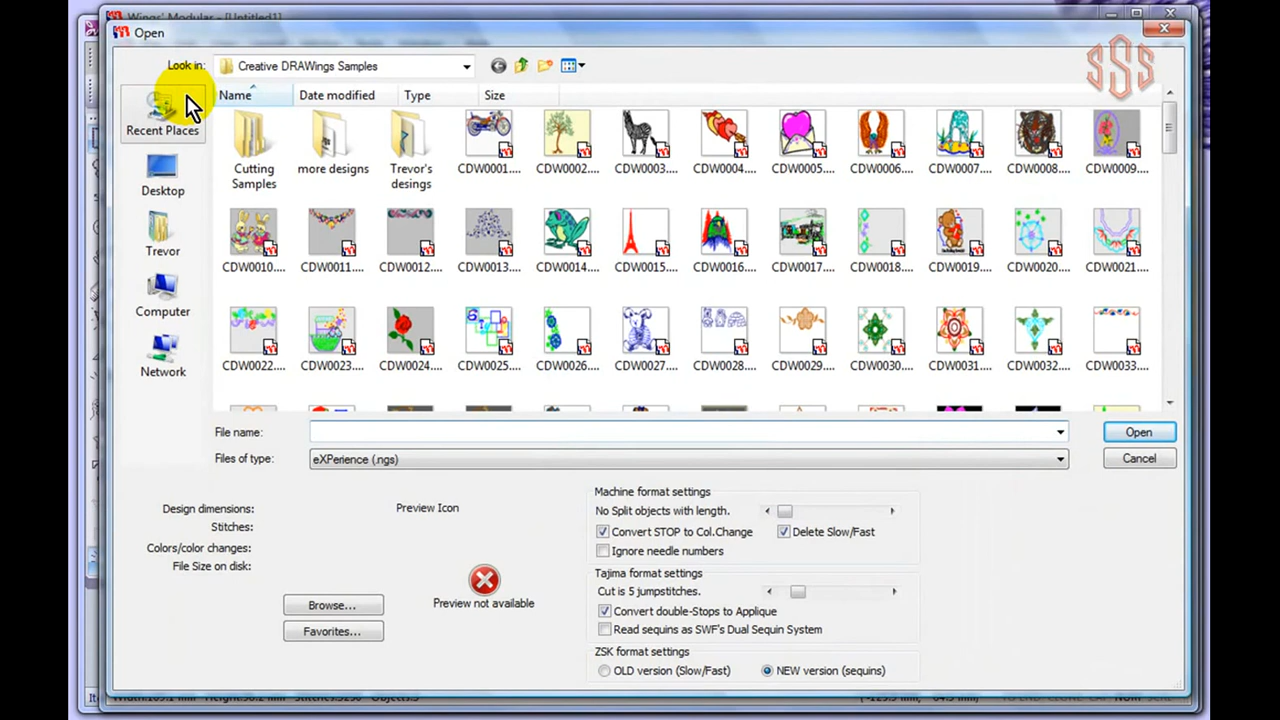 Wings' Modular - [Untitled1]
Open
SSS
Look in: Creative DRAWings Samples
Name Date modified Type Size
Recent Places
Desktop
Trevor
Computer
Network
Cutting Samples
more designs
Trevor's desings
CDW0001.... CDW0002.... CDW0003.... CDW0004.... CDW0005.... CDW0006.... CDW0007.... CDW0008.... CDW0009....
CDW0010.... CDW0011.... CDW0012.... CDW0013.... CDW0014.... CDW0015.... CDW0016.... CDW0017.... CDW0018.... CDW0019.... CDW0020.... CDW0021....
CDW0022.... CDW0023.... CDW0024.... CDW0025.... CDW0026.... CDW0027.... CDW0028.... CDW0029.... CDW0030.... CDW0031.... CDW0032.... CDW0033....
File name: Open
Files of type: eXPerience (.ngs) Cancel
Design dimensions:
Stitches:
Colors/color changes:
File Size on disk:
Preview Icon
Preview not available
Browse...
Favorites...
Machine format settings
No Split objects with length.
Convert STOP to Col.Change Delete Slow/Fast
Ignore needle numbers
Tajima format settings
Cut is 5 jumpstitches.
Convert double-Stops to Applique
Read sequins as SWF's Dual Sequin System
ZSK format settings
OLD version (Slow/Fast) NEW version (sequins)